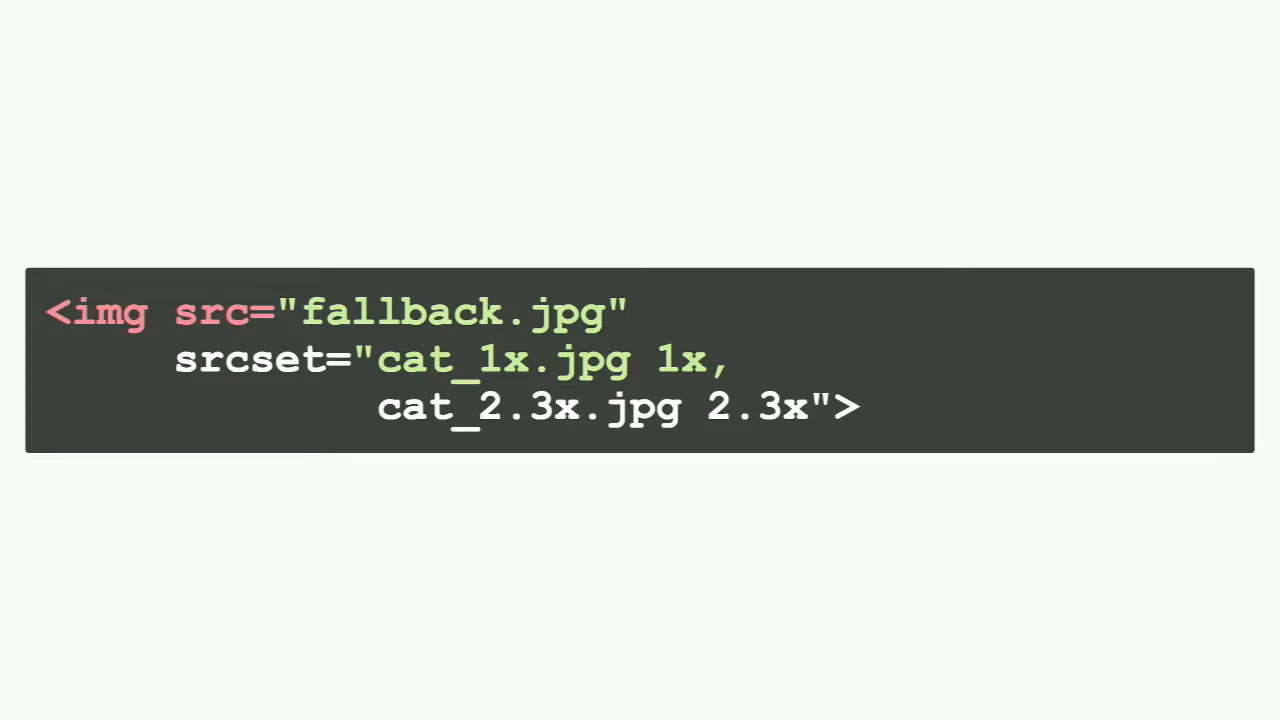 <img src="fallback.jpg"
srcset="cat_1x.jpg 1x,
cat_2.3x.jpg 2.3x">